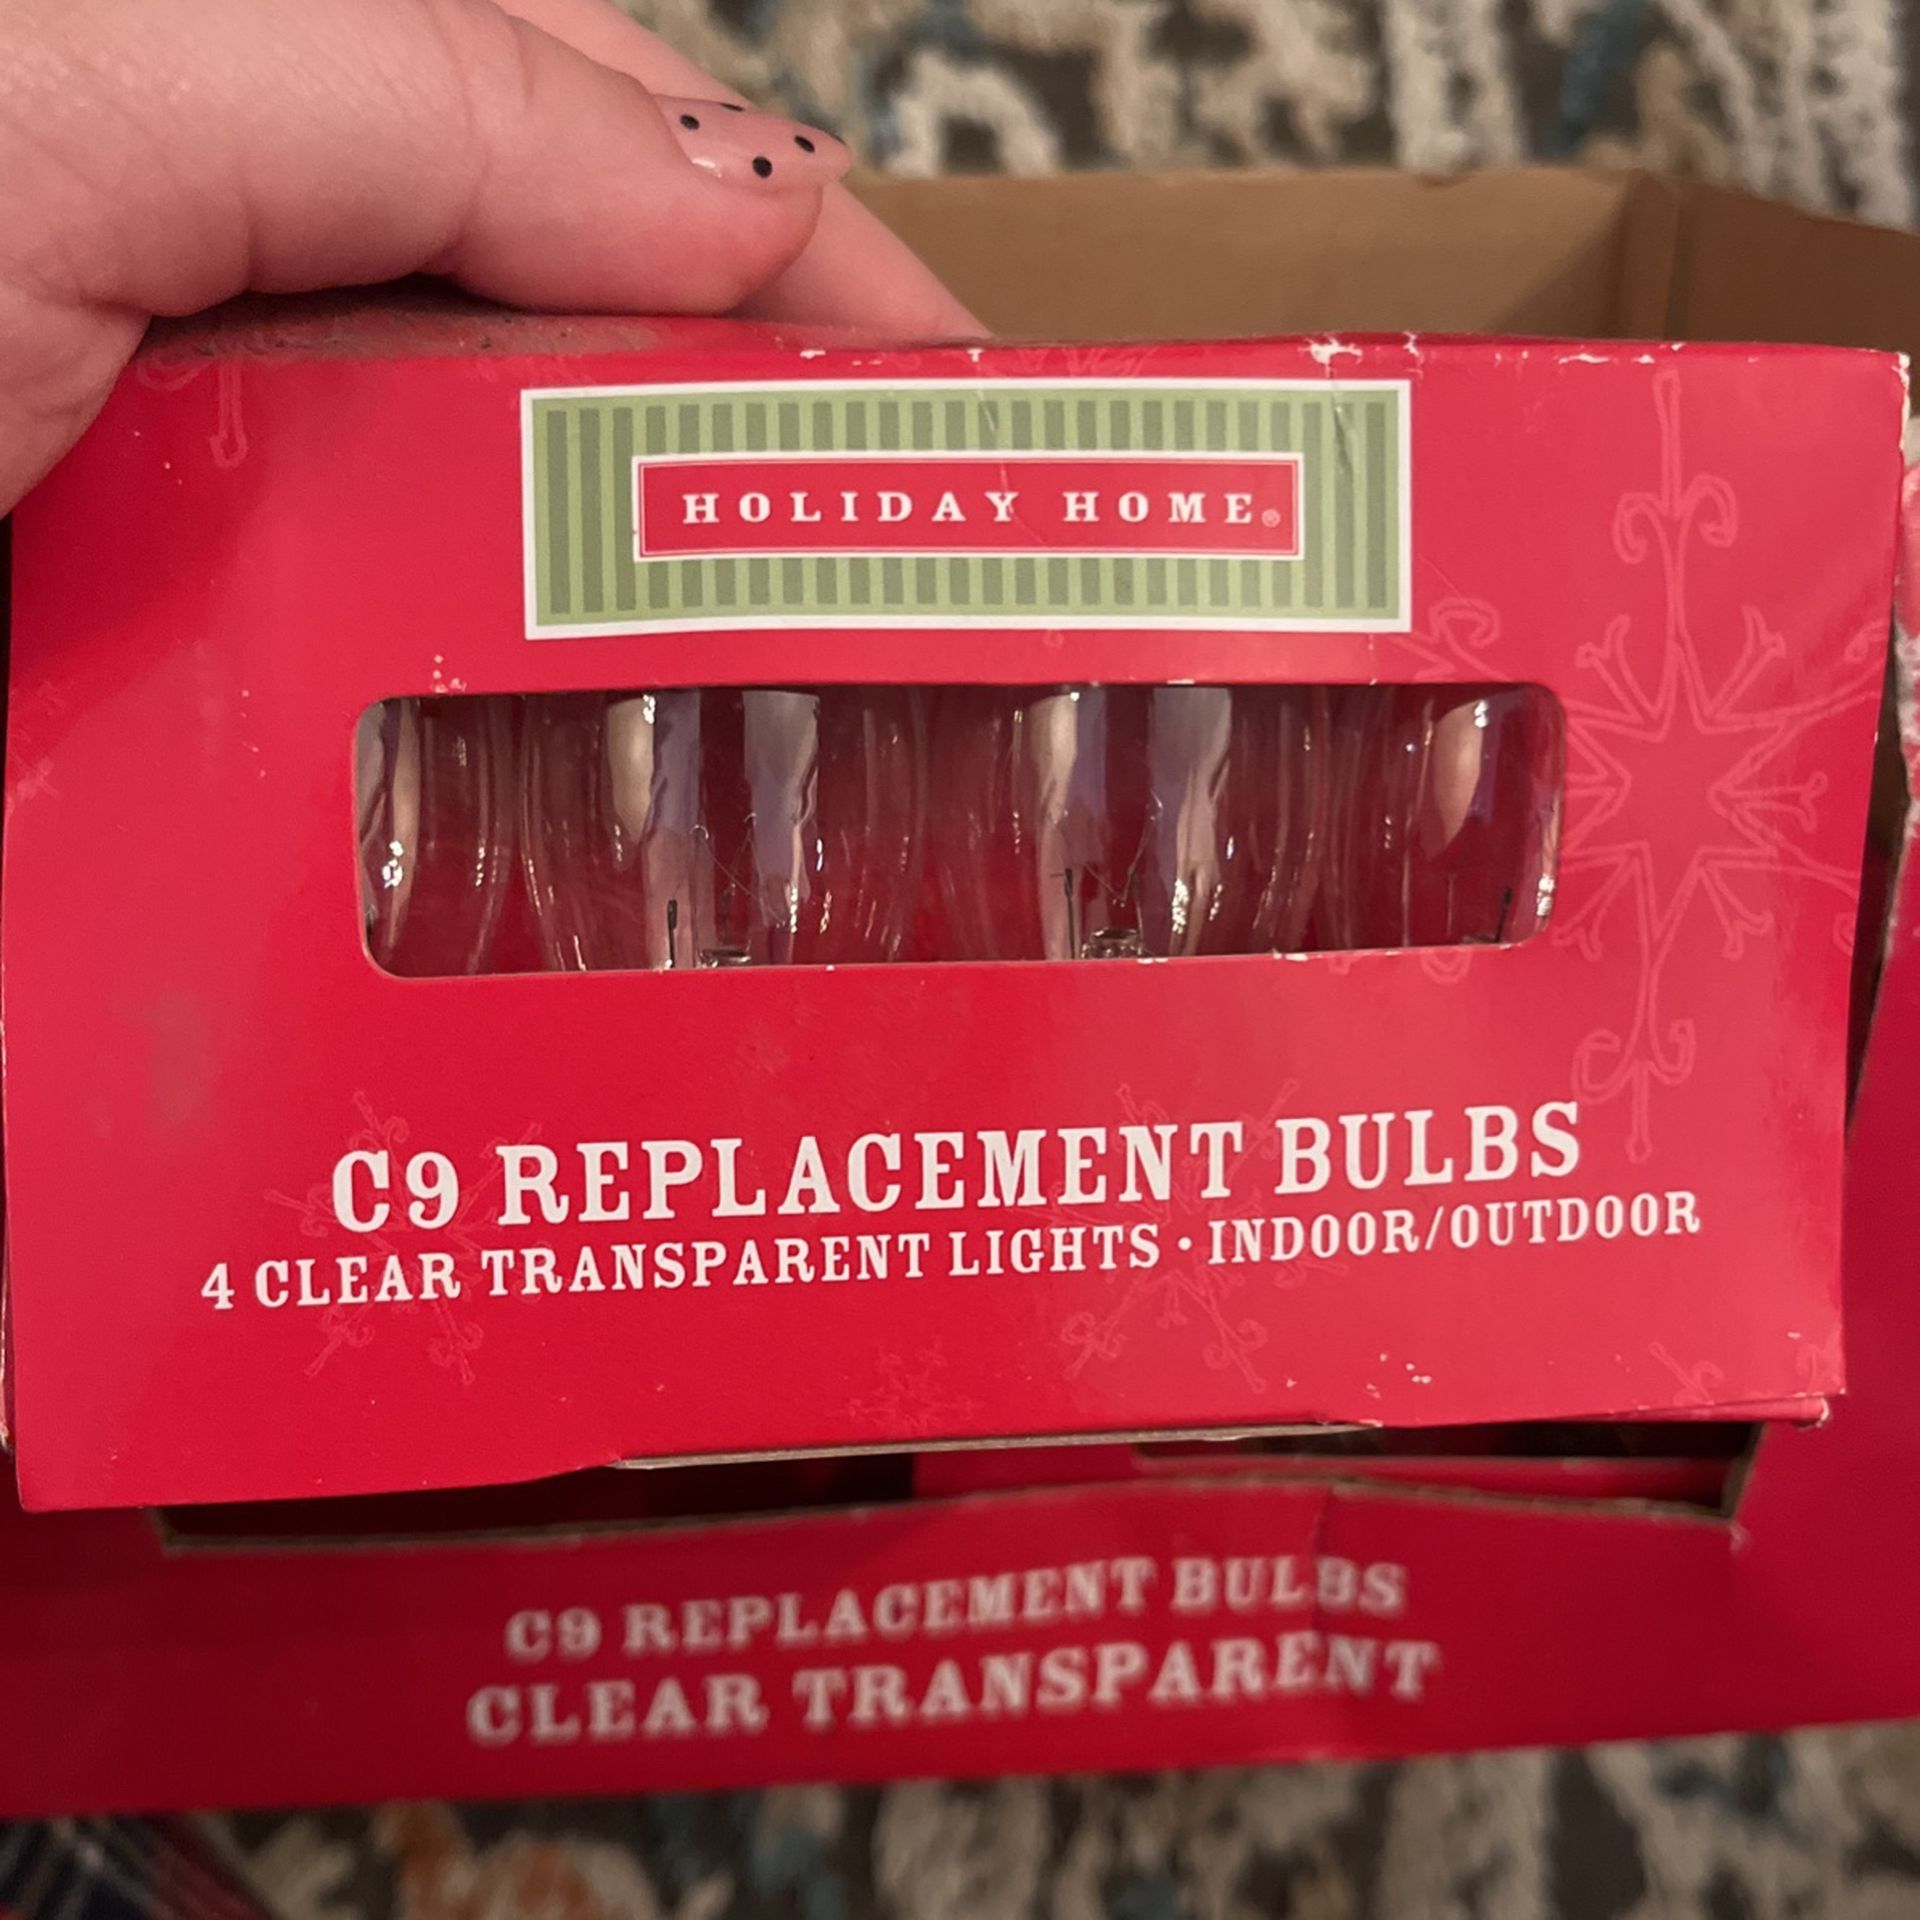 HOLIDAY HOME®
C9 REPLACEMENT BULBS
4 CLEAR TRANSPARENT LIGHTS • INDOOR/OUTDOOR
C9 REPLACEMENT BULBS
CLEAR TRANSPARENT